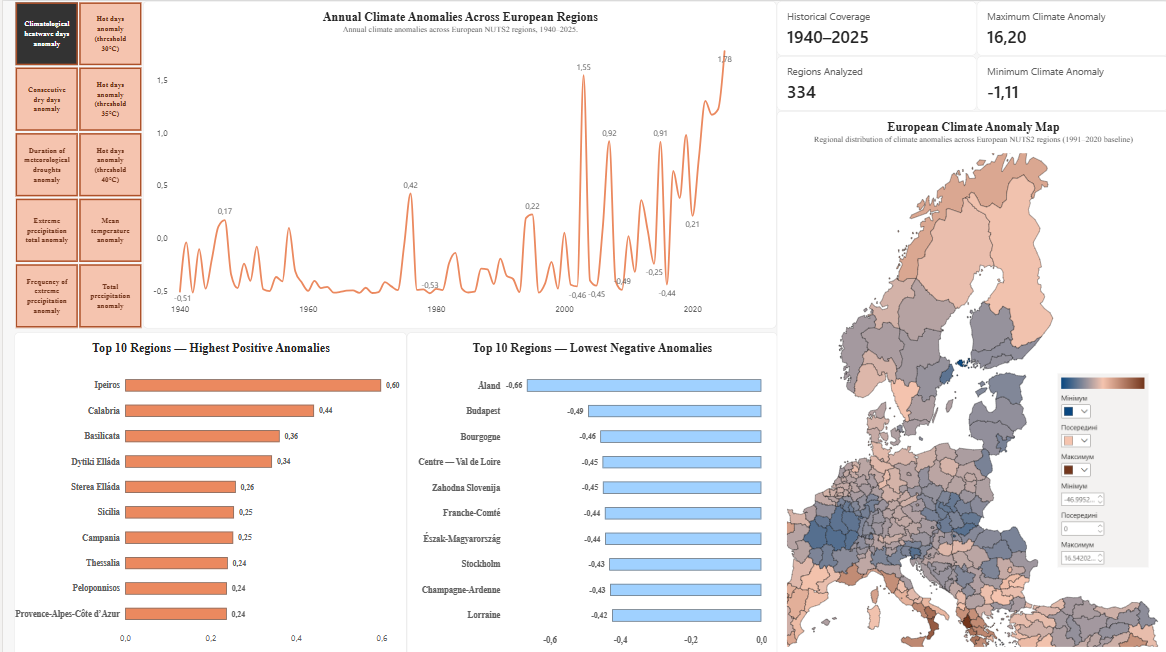 Climatological
heatwave days
anomaly
Hot days
anomaly
(threshold
30°C)
Consecutive
dry days
anomaly
Hot days
anomaly
(threshold
35°C)
Duration of
meteorological
droughts
anomaly
Hot days
anomaly
(threshold
40°C)
Extreme
precipitation
total anomaly
Mean
temperature
anomaly
Frequency of
extreme
precipitation
anomaly
Total
precipitation
anomaly
Annual Climate Anomalies Across European Regions
Annual climate anomalies across European NUTS2 regions, 1940–2025.
1,5
1,0
0,5
0,0
-0,5
-0,51
0,17
0,42
-0,53
0,22
1,55
-0,46
-0,45
0,92
-0,49
-0,25
0,91
-0,44
0,21
1,78
1940
1960
1980
2000
2020
Historical Coverage
1940–2025
Maximum Climate Anomaly
16,20
Regions Analyzed
334
Minimum Climate Anomaly
-1,11
Top 10 Regions — Highest Positive Anomalies
Ipeiros 0,60
Calabria 0,44
Basilicata 0,36
Dytiki Elláda 0,34
Sterea Elláda 0,26
Sicilia 0,25
Campania 0,25
Thessalia 0,24
Peloponnisos 0,24
Provence-Alpes-Côte d'Azur 0,24
0,0 0,2 0,4 0,6
Top 10 Regions — Lowest Negative Anomalies
Åland -0,66
Budapest -0,49
Bourgogne -0,46
Centre — Val de Loire -0,45
Zahodna Slovenija -0,45
Franche-Comté -0,44
Észak-Magyarország -0,44
Stockholm -0,43
Champagne-Ardenne -0,43
Lorraine -0,42
-0,6 -0,4 -0,2 0,0
European Climate Anomaly Map
Regional distribution of climate anomalies across European NUTS2 regions (1991–2020 baseline)
Мінімум
Посередині
Максимум
Мінімум
-46.9952...
Посередині
0
Максимум
16.54202...